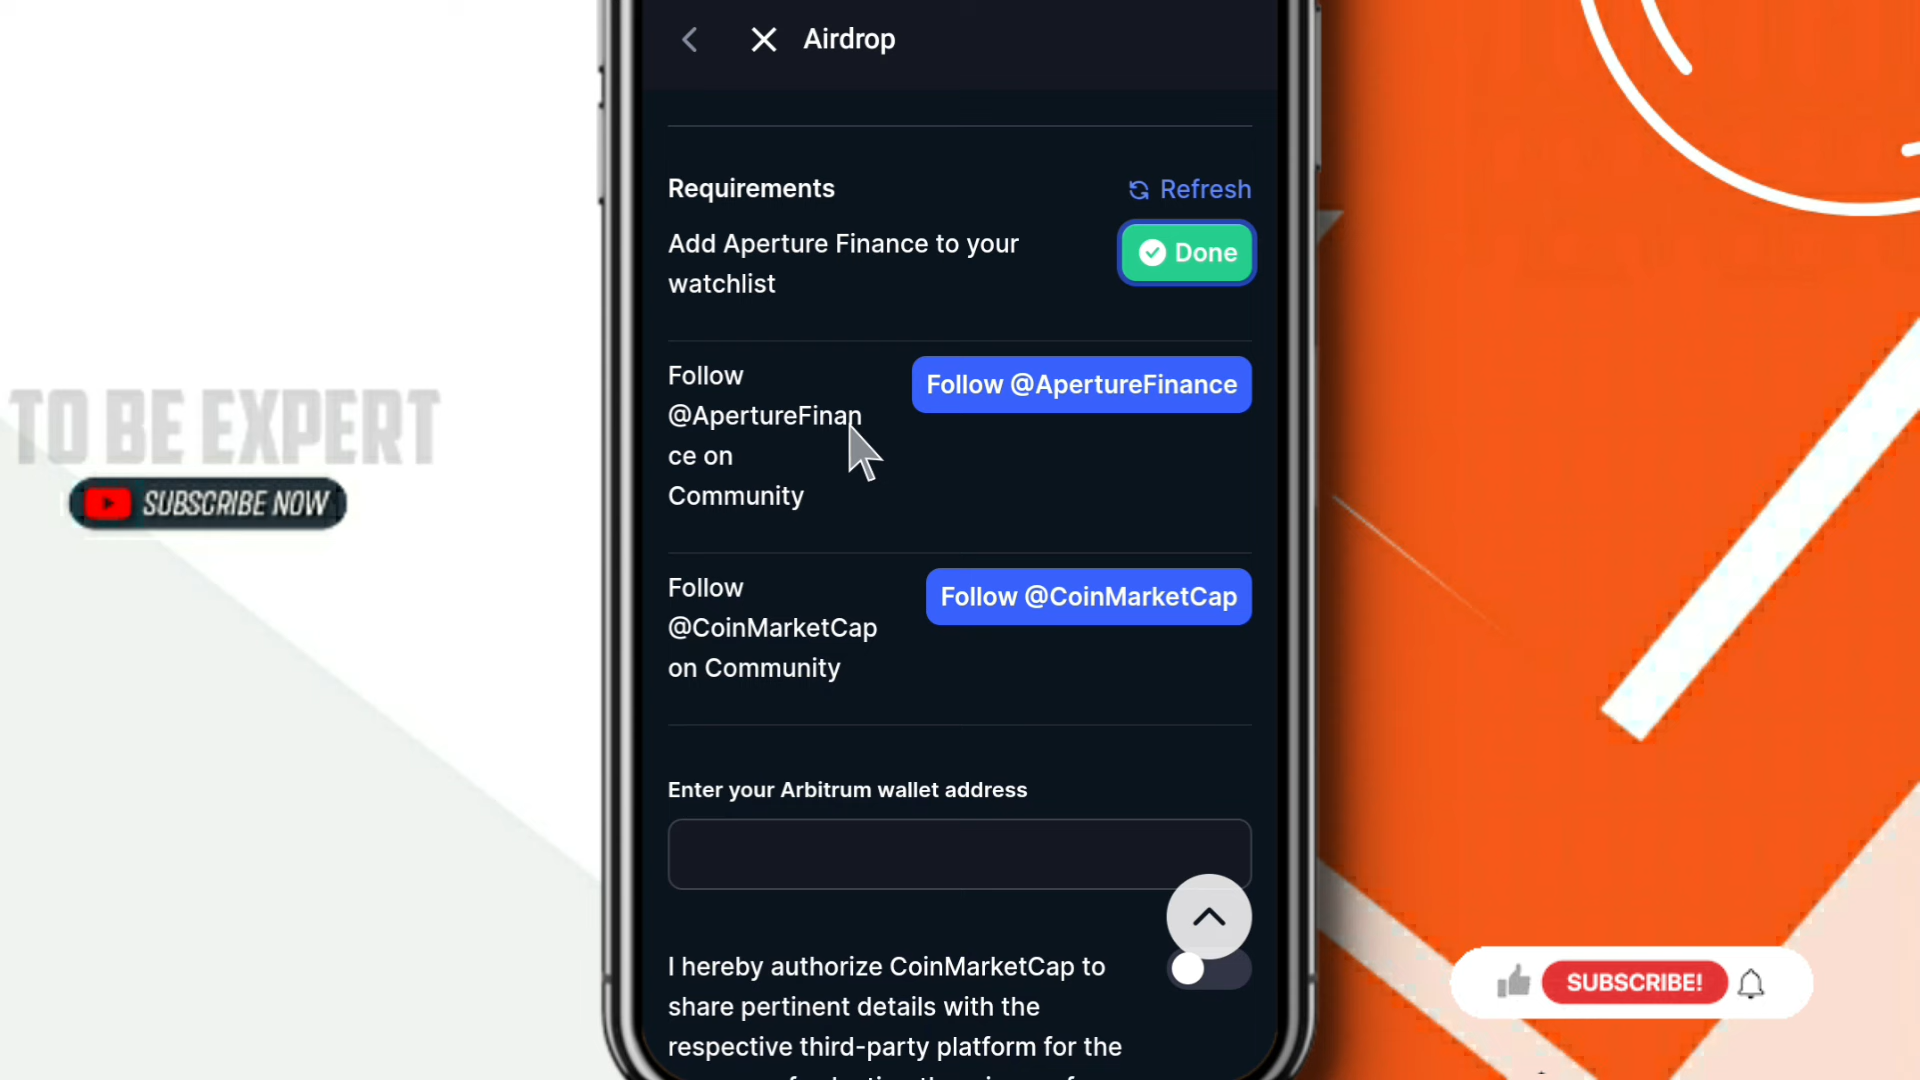 Airdrop
Requirements
Refresh
Add Aperture Finance to your
watchlist
Done
Follow
@ApertureFinan
ce on
Community
Follow @ApertureFinance
Follow
@CoinMarketCap
on Community
Follow @CoinMarketCap
Enter your Arbitrum wallet address
I hereby authorize CoinMarketCap to
share pertinent details with the
respective third-party platform for the
TO BE EXPERT
SUBSCRIBE NOW
SUBSCRIBE!